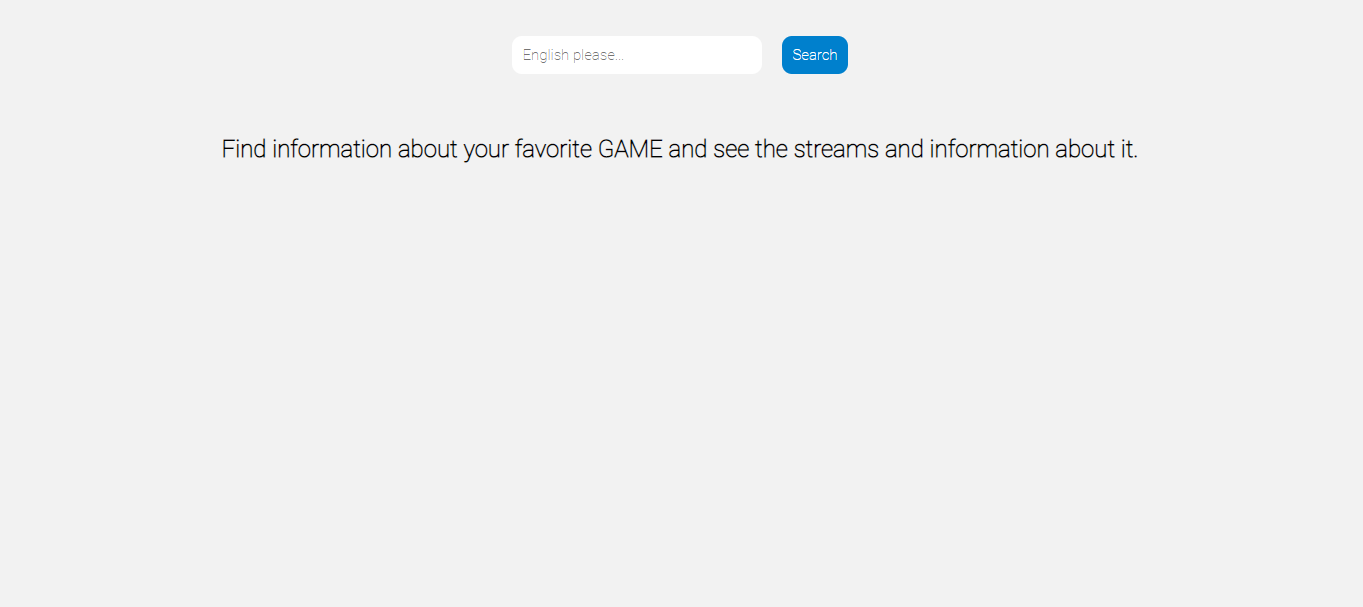 English please...
Search
Find information about your favorite GAME and see the streams and information about it.